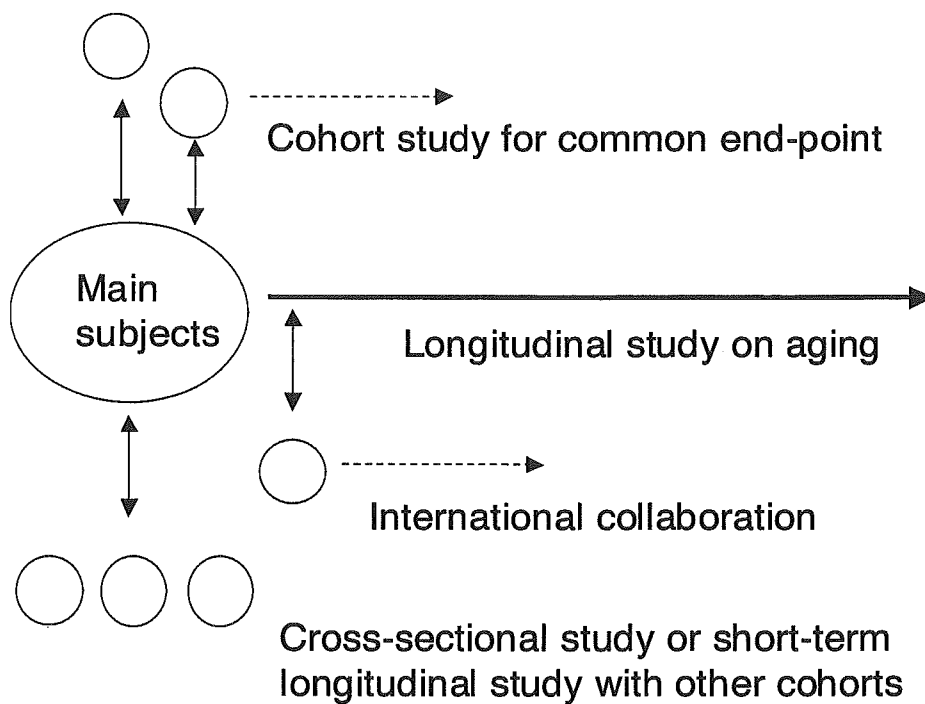 Cohort study for common end-point
Main
subjects
Longitudinal study on aging
International collaboration
Cross-sectional study or short-term
longitudinal study with other cohorts